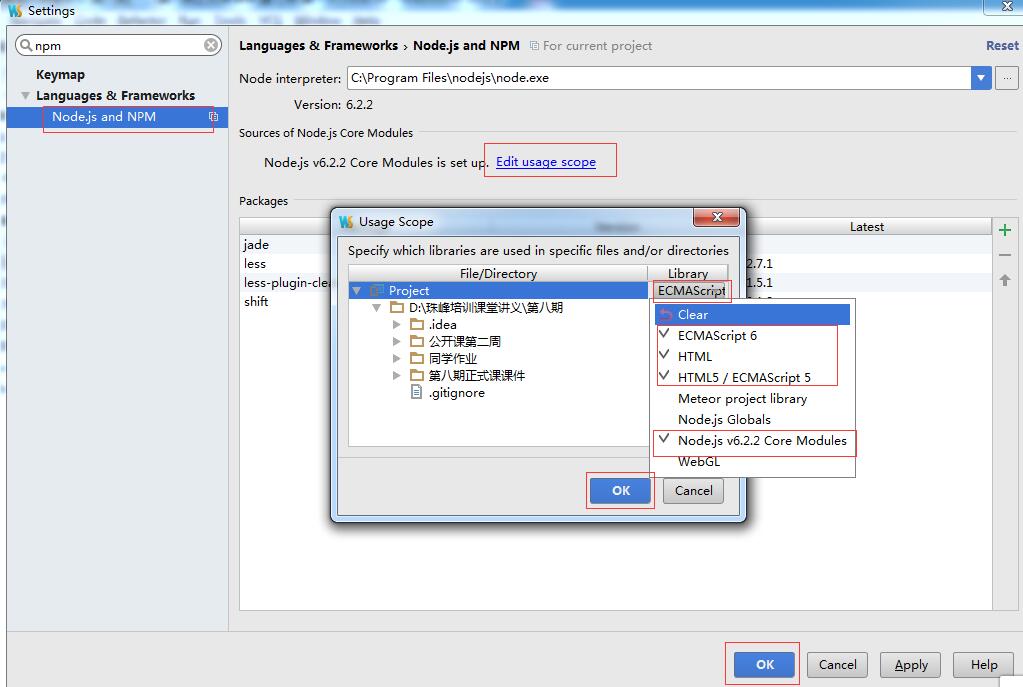 Settings
npm
Keymap
Languages & Frameworks
Node.js and NPM
Languages & Frameworks › Node.js and NPM For current project Reset
Node interpreter: C:\Program Files\nodejs\node.exe
Version: 6.2.2
Sources of Node.js Core Modules
Node.js v6.2.2 Core Modules is set up. Edit usage scope
Packages
Latest
jade
less 2.7.1
less-plugin-clea 1.5.1
shift
Usage Scope
Specify which libraries are used in specific files and/or directories
File/Directory Library
Project ECMAScript
D:\珠峰培训课堂讲义\第八期
.idea
公开课第二周
同学作业
第八期正式课课件
.gitignore
Clear
ECMAScript 6
HTML
HTML5 / ECMAScript 5
Meteor project library
Node.js Globals
Node.js v6.2.2 Core Modules
WebGL
OK Cancel
OK Cancel Apply Help